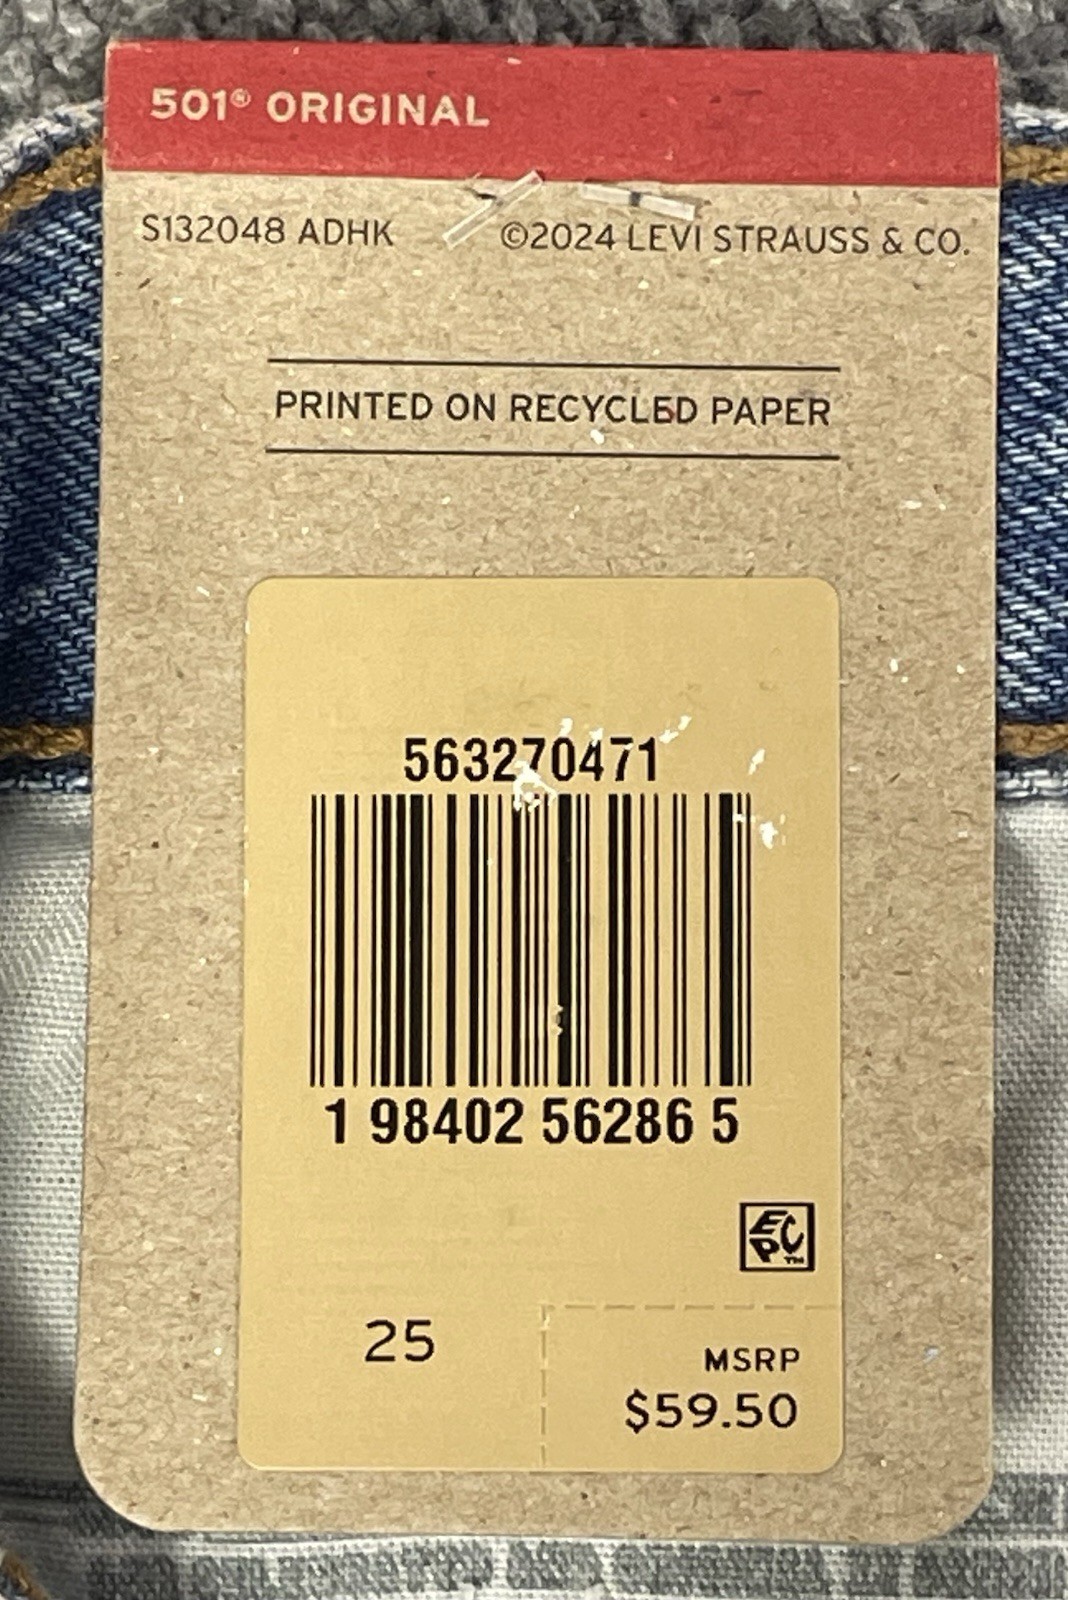 501® ORIGINAL
S132048 ADHK ©2024 LEVI STRAUSS & CO.
PRINTED ON RECYCLED PAPER
563270471
1 98402 56286 5
EPC™
25
MSRP
$59.50